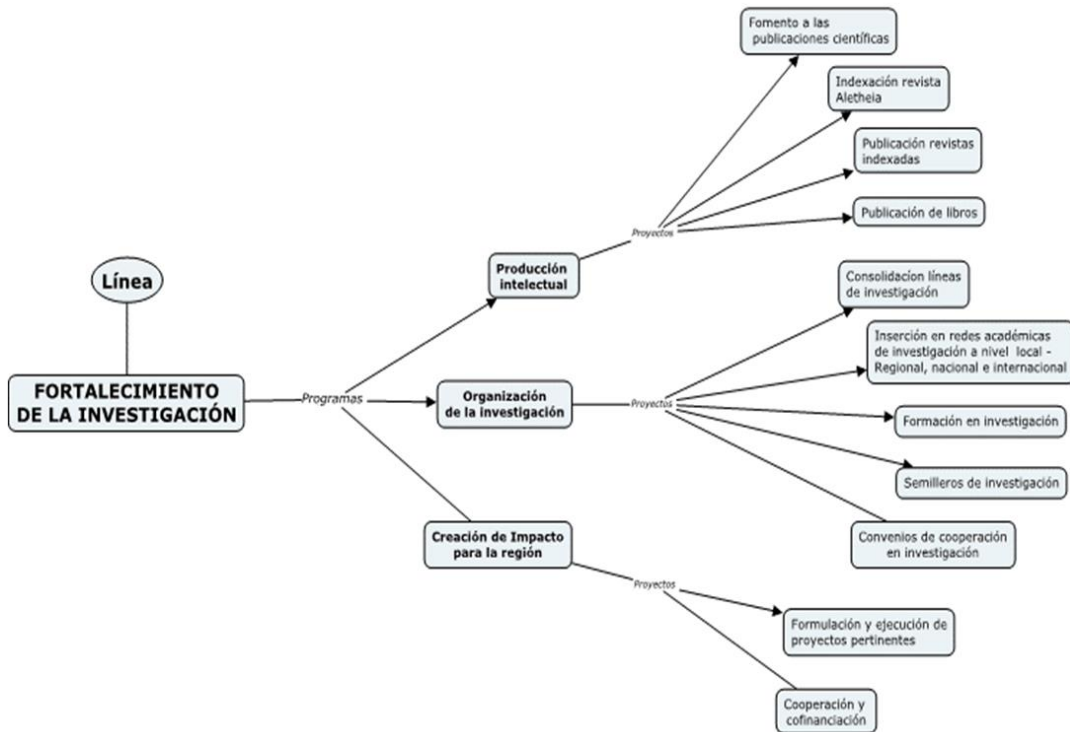 Fomento a las
publicaciones científicas
Indexación revista
Aletheia
Publicación revistas
indexadas
Publicación de libros
Proyectos
Producción
intelectual
Línea
FORTALECIMIENTO
DE LA INVESTIGACIÓN
Programas
Consolidacíon líneas
de investigación
Inserción en redes académicas
de investigación a nivel local -
Regional, nacional e internacional
Organización
de la investigación
Proyectos
Formación en investigación
Semilleros de investigación
Convenios de cooperación
en investigación
Creación de Impacto
para la región
Proyectos
Formulación y ejecución de
proyectos pertinentes
Cooperación y
cofinanciación